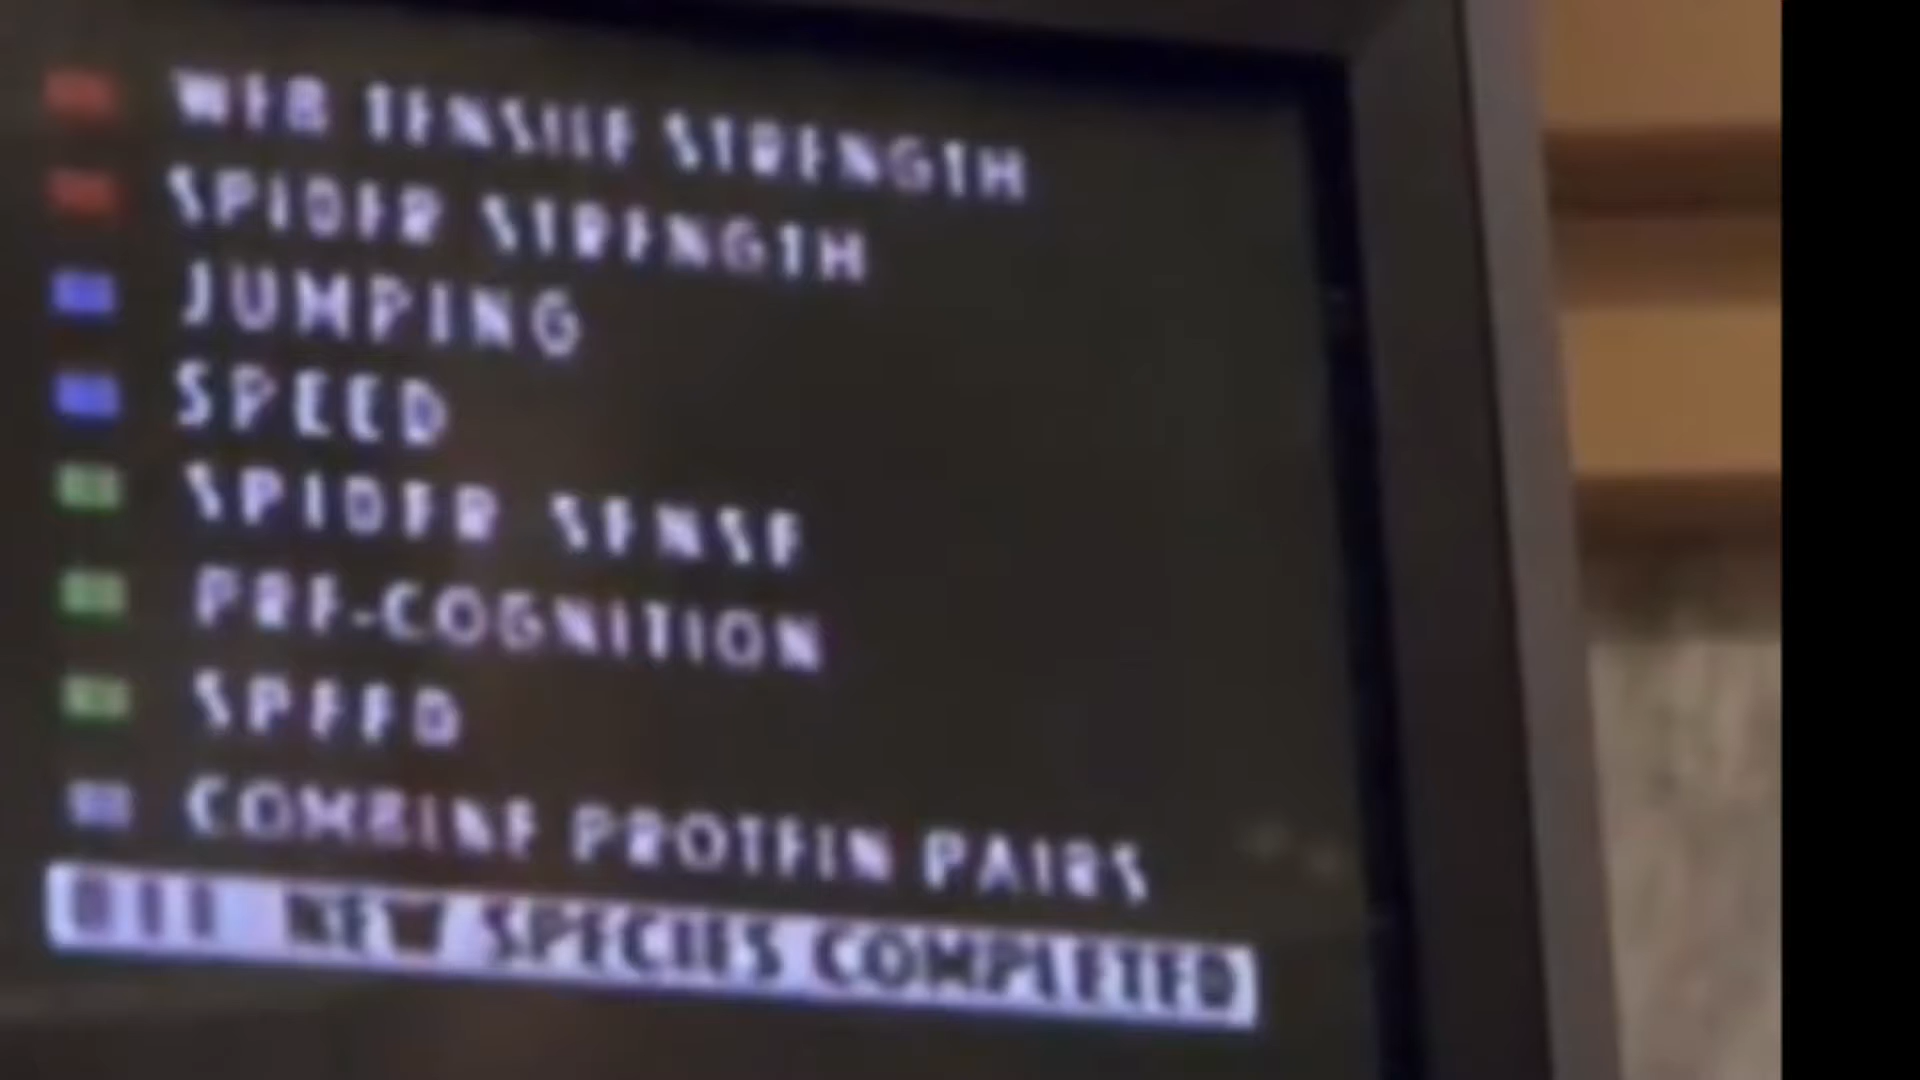 WEB TENSILE STRENGTH
SPIDER STRENGTH
JUMPING
SPEED
SPIDER SENSE
PRE-COGNITION
SPEED
COMBINE PROTEIN PAIRS
NEW SPECIES COMPLETED